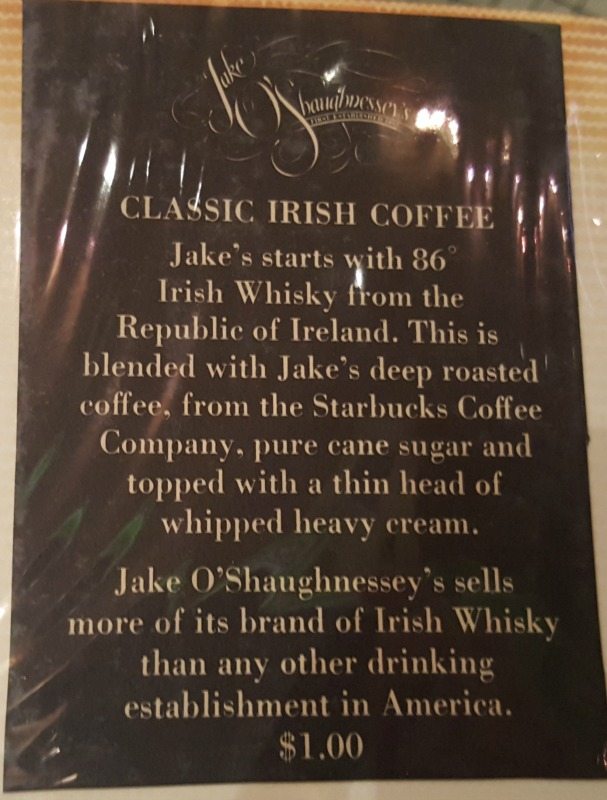 Jake
O'Shaughnessey's
CLASSIC IRISH COFFEE
Jake's starts with 86°
Irish Whisky from the
Republic of Ireland. This is
blended with Jake's deep roasted
coffee, from the Starbucks Coffee
Company, pure cane sugar and
topped with a thin head of
whipped heavy cream.
Jake O'Shaughnessey's sells
more of its brand of Irish Whisky
than any other drinking
establishment in America.
$1.00